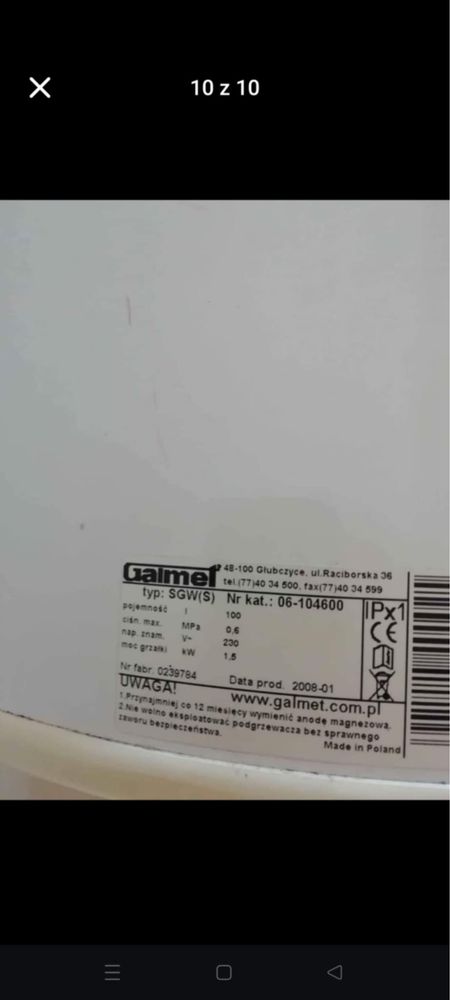 10 z 10
Galmet
48-100 Głubczyce, ul.Raciborska 36
tel.(77)40 34 500, fax(77)40 34 599
typ: SGW(S) Nr kat.: 06-104600
pojemność l 100
ciśn. max. MPa 0,6
nap. znam. V~ 230
moc grzałki kW 1,5
IPx1
CE
Nr fabr. 0239784 Data prod. 2008-01
UWAGA! www.galmet.com.pl
1.Przynajmniej co 12 miesięcy wymienić anodę magnezową.
2.Nie wolno eksploatować podgrzewacza bez sprawnego
zaworu bezpieczeństwa.
Made in Poland